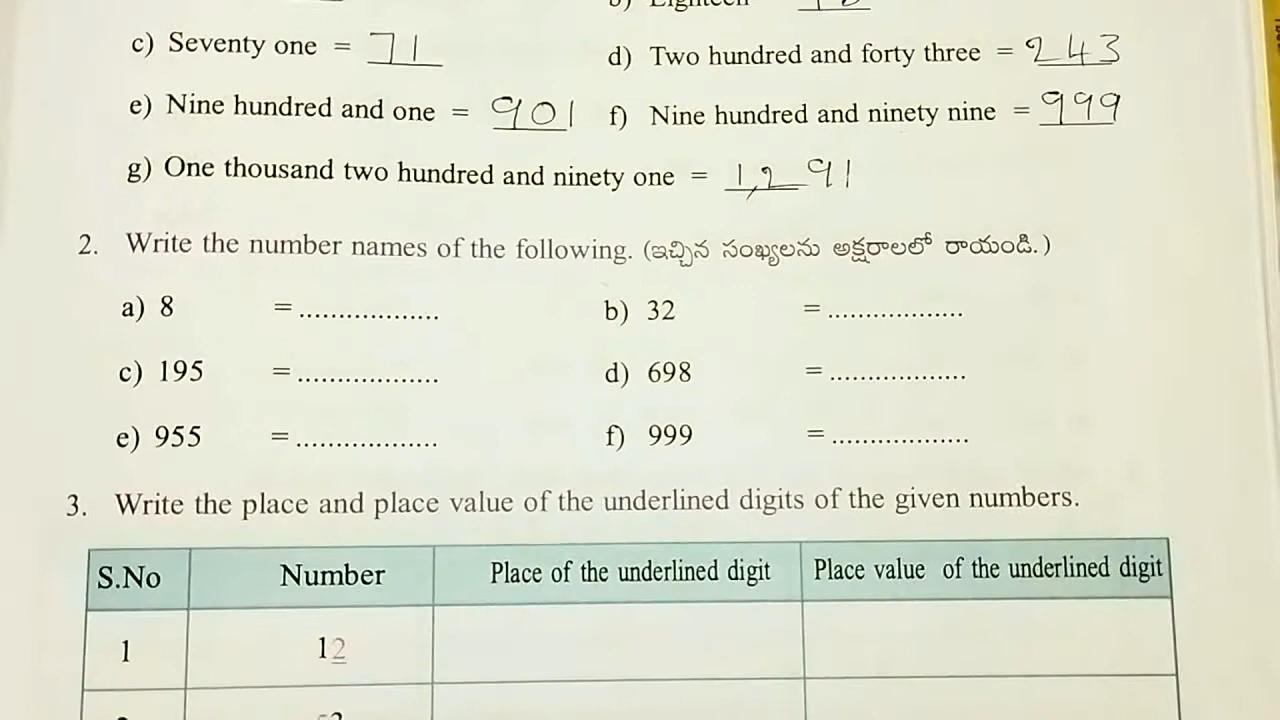 b) Eighteen 18
c) Seventy one = 71
d) Two hundred and forty three = 243
e) Nine hundred and one = 901
f) Nine hundred and ninety nine = 999
g) One thousand two hundred and ninety one = 1,291
2. Write the number names of the following. (ఇచ్చిన సంఖ్యలను అక్షరాలలో రాయండి.)
a) 8 = ..................
b) 32 = ..................
c) 195 = ..................
d) 698 = ..................
e) 955 = ..................
f) 999 = ..................
3. Write the place and place value of the underlined digits of the given numbers.
S.No Number Place of the underlined digit Place value of the underlined digit
1 12